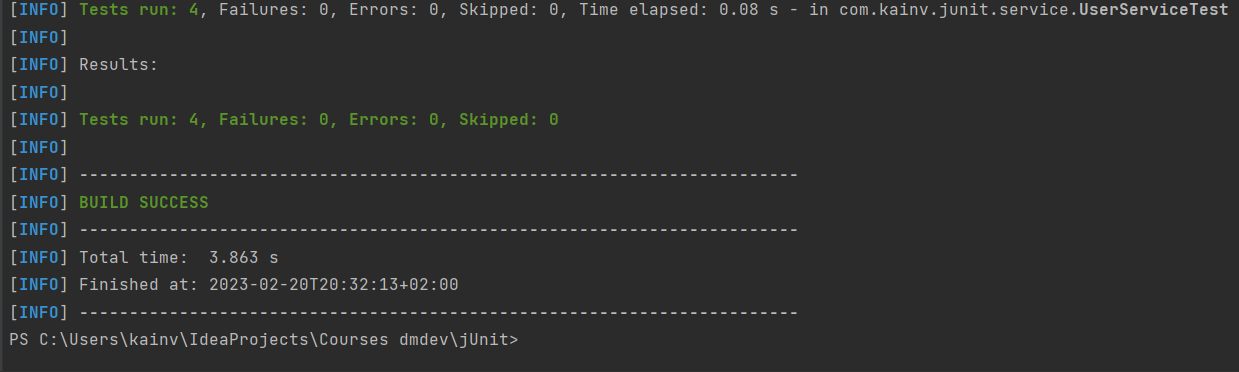 [INFO] Tests run: 4, Failures: 0, Errors: 0, Skipped: 0, Time elapsed: 0.08 s - in com.kainv.junit.service.UserServiceTest
[INFO]
[INFO] Results:
[INFO]
[INFO] Tests run: 4, Failures: 0, Errors: 0, Skipped: 0
[INFO]
[INFO] ------------------------------------------------------------------------
[INFO] BUILD SUCCESS
[INFO] ------------------------------------------------------------------------
[INFO] Total time:  3.863 s
[INFO] Finished at: 2023-02-20T20:32:13+02:00
[INFO] ------------------------------------------------------------------------
PS C:\Users\kainv\IdeaProjects\Courses dmdev\jUnit>